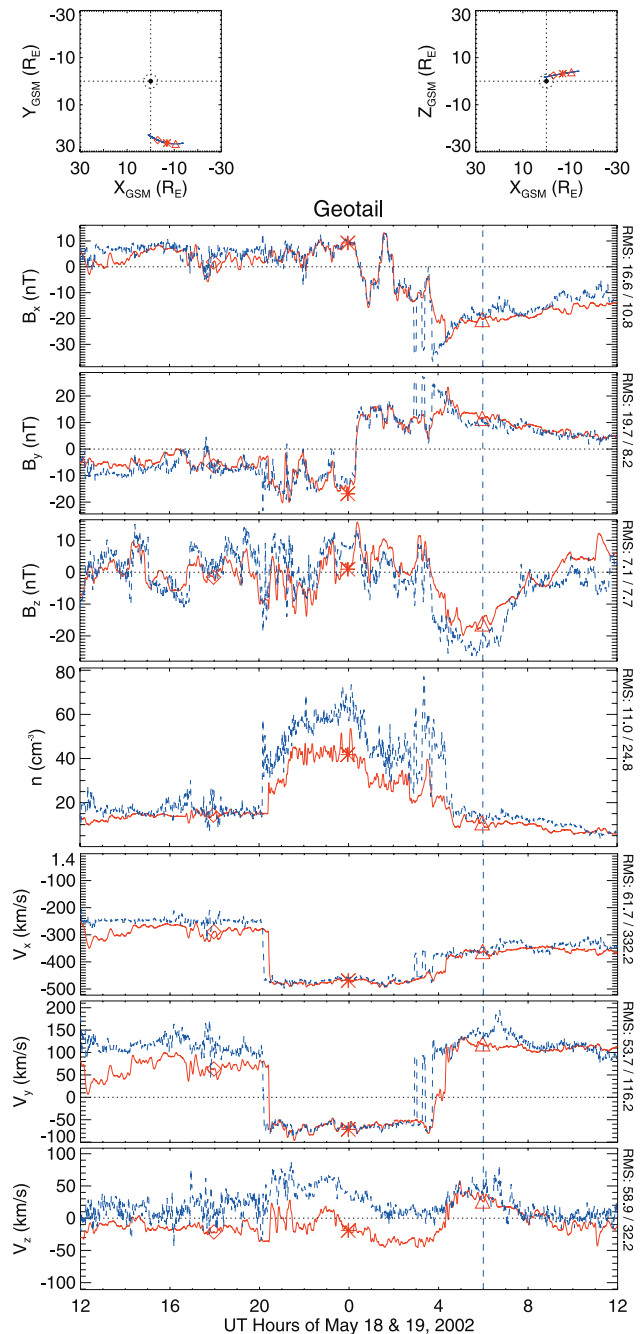 -30
-10
10
30
Y_GSM (R_E)
30 10 -10 -30
X_GSM (R_E)
30
10
-10
-30
Z_GSM (R_E)
30 10 -10 -30
X_GSM (R_E)
Geotail
10
0
-10
-20
-30
B_x (nT)
RMS: 16.6 / 10.8
20
10
0
-10
-20
B_y (nT)
RMS: 19.7 / 8.2
10
0
-10
-20
B_z (nT)
RMS: 7.1 / 7.7
80
60
40
20
n (cm⁻³)
RMS: 11.0 / 24.8
1.4
-100
-200
-300
-400
-500
V_x (km/s)
RMS: 61.7 / 332.2
200
150
100
50
0
-50
-100
V_y (km/s)
RMS: 53.7 / 116.2
100
50
0
-50
-100
V_z (km/s)
RMS: 58.9 / 32.2
12 16 20 0 4 8 12
UT Hours of May 18 & 19, 2002